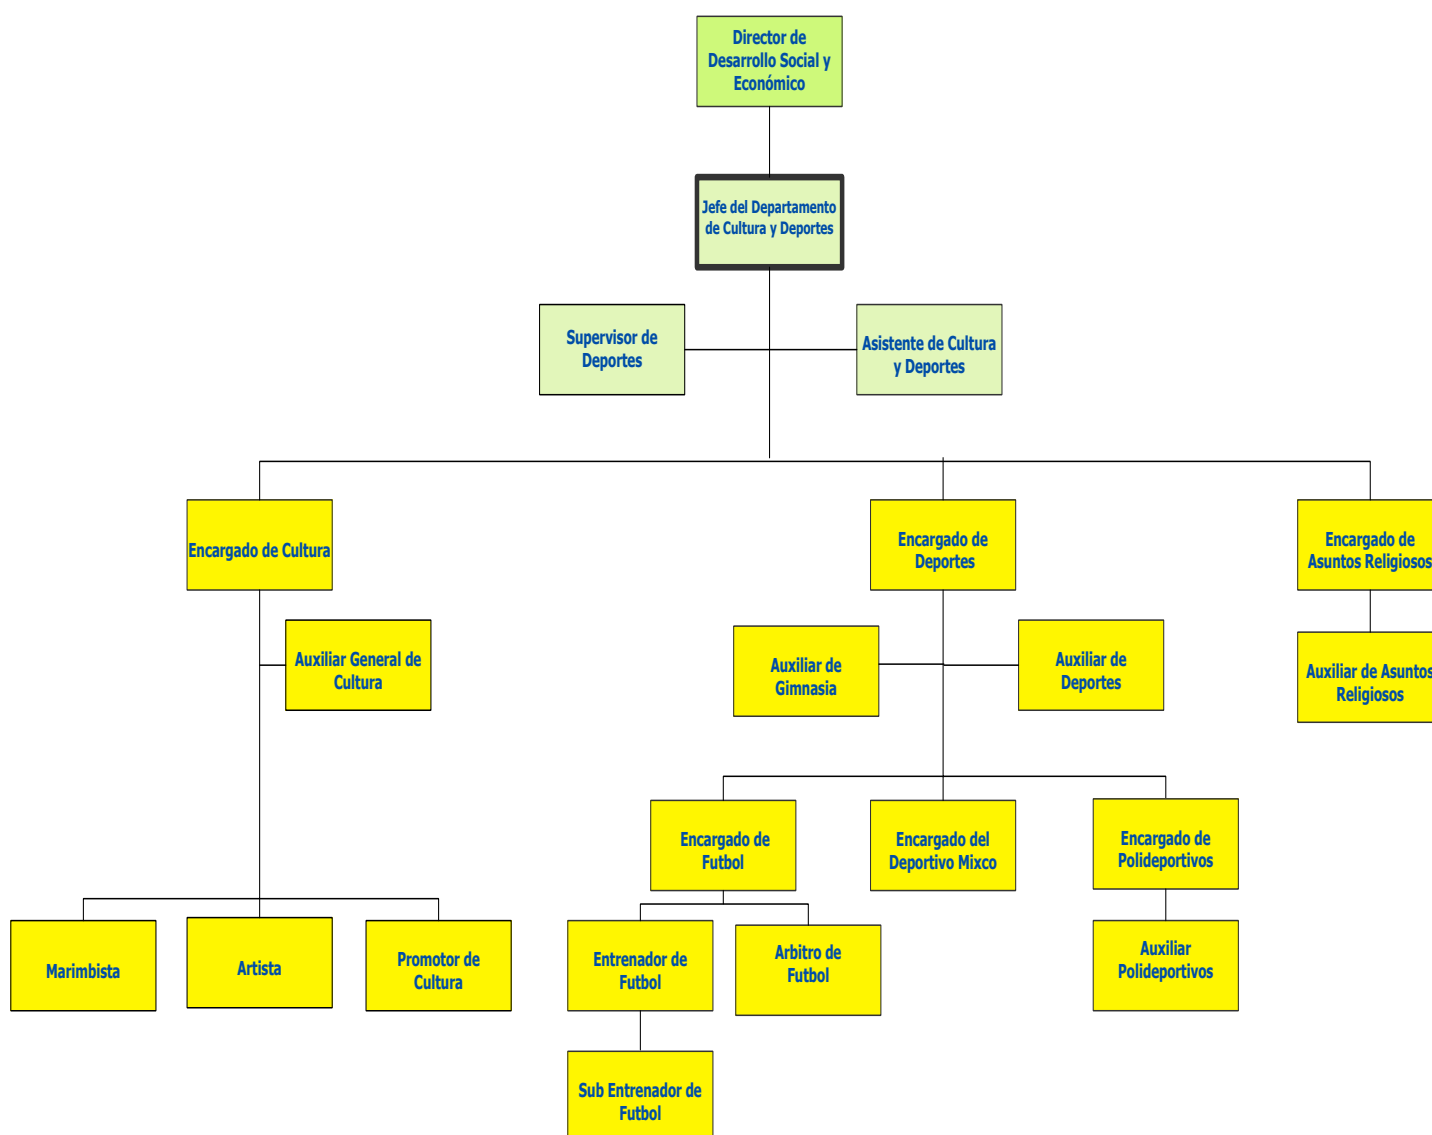 Director de
Desarrollo Social y
Económico
Jefe del Departamento
de Cultura y Deportes
Supervisor de
Deportes
Asistente de Cultura
y Deportes
Encargado de Cultura
Encargado de
Deportes
Encargado de
Asuntos Religiosos
Auxiliar General de
Cultura
Auxiliar de
Gimnasia
Auxiliar de
Deportes
Auxiliar de Asuntos
Religiosos
Encargado de
Futbol
Encargado del
Deportivo Mixco
Encargado de
Polideportivos
Marimbista
Artista
Promotor de
Cultura
Entrenador de
Futbol
Arbitro de
Futbol
Auxiliar
Polideportivos
Sub Entrenador de
Futbol